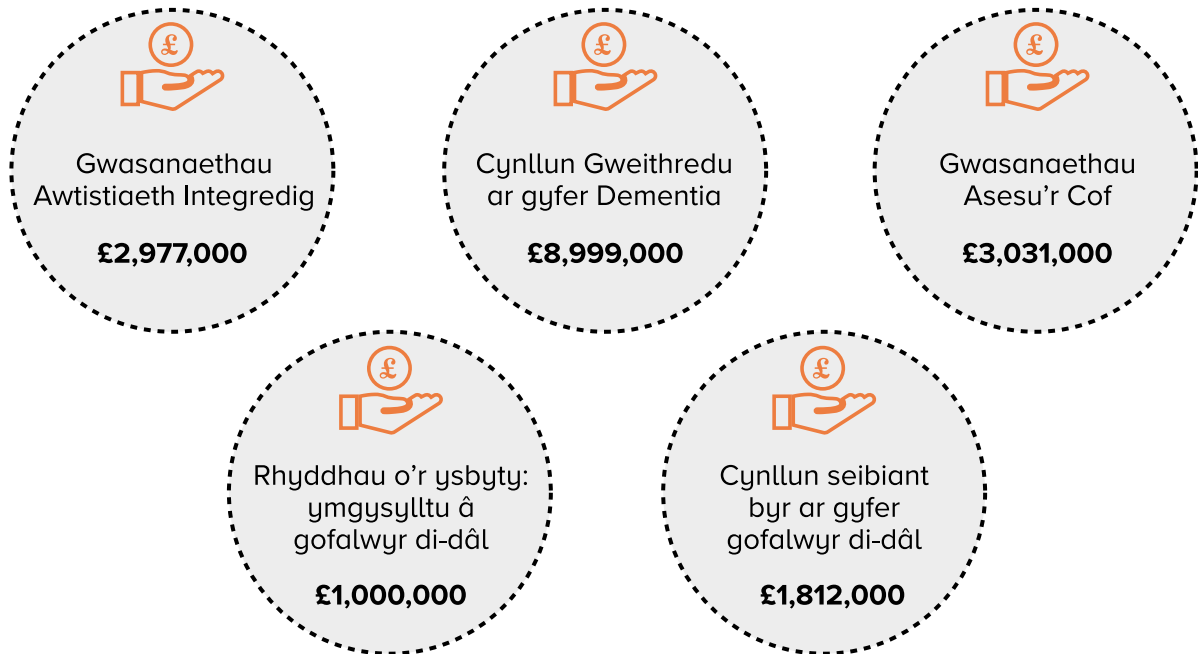 £
Gwasanaethau
Awtistiaeth Integredig
£2,977,000
£
Cynllun Gweithredu
ar gyfer Dementia
£8,999,000
£
Gwasanaethau
Asesu’r Cof
£3,031,000
£
Rhyddhau o’r ysbyty:
ymgysylltu â
gofalwyr di-dâl
£1,000,000
£
Cynllun seibiant
byr ar gyfer
gofalwyr di-dâl
£1,812,000